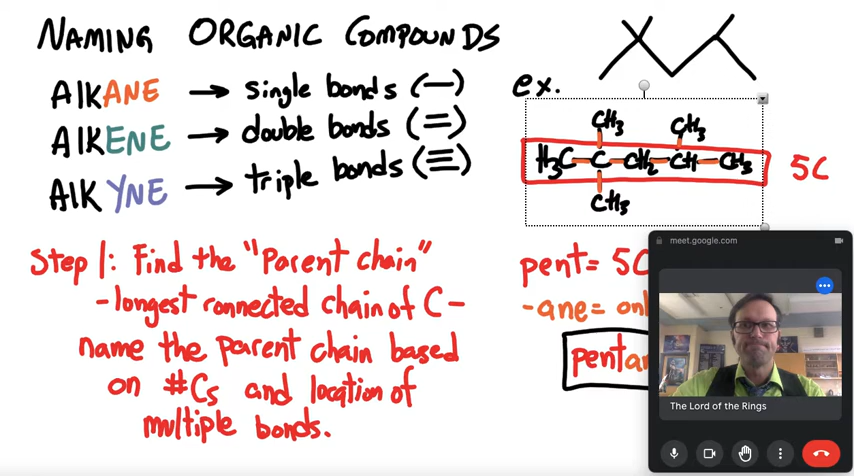 NAMING ORGANIC COMPOUNDS
AlkANE → single bonds (—)
AlkENE → double bonds (=)
AlkYNE → triple bonds (≡)
ex.
CH₃ CH₃
H₃C—C—CH₂—CH—CH₃
CH₃
5C
Step 1: Find the "Parent chain"
-longest connected chain of C-
name the parent chain based
on #Cs and location of
multiple bonds.
pent= 5C
-ane= onl
pentan
meet.google.com
The Lord of the Rings